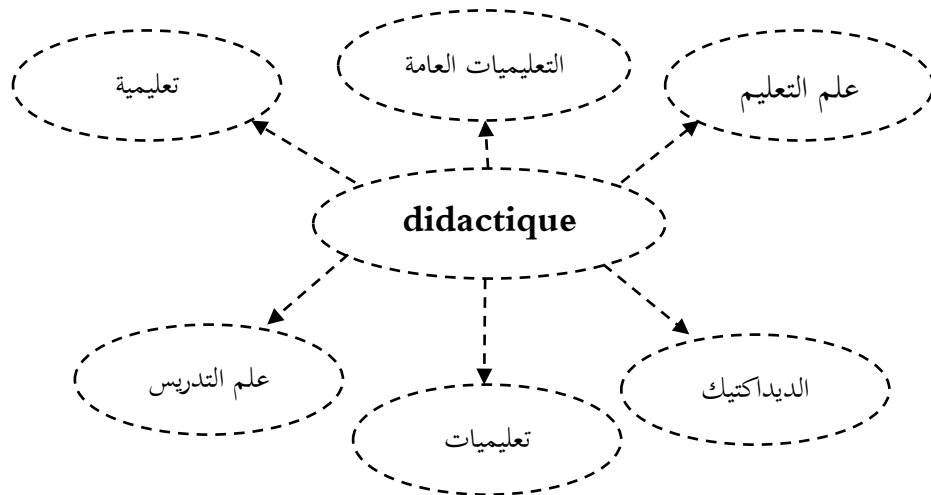 التعليميات العامة
علم التعليم
تعليمية
didactique
علم التدريس
الديداكتيك
تعليميات